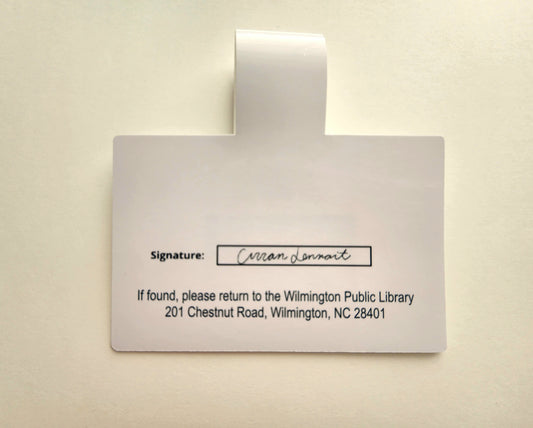 Signature: Curran Lennart
If found, please return to the Wilmington Public Library
201 Chestnut Road, Wilmington, NC 28401